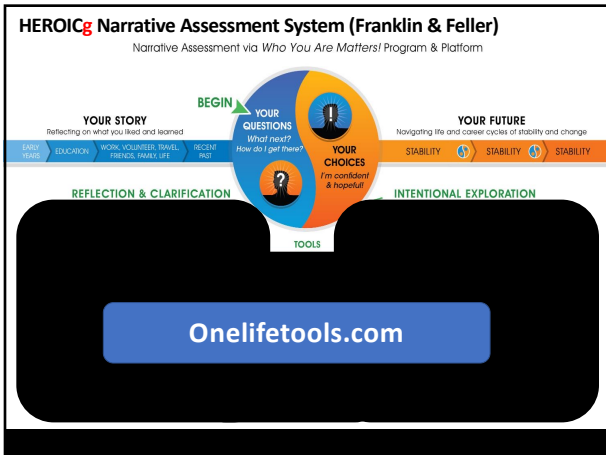 HEROICg Narrative Assessment System (Franklin & Feller)
Narrative Assessment via Who You Are Matters! Program & Platform
BEGIN
YOUR STORY
Reflecting on what you liked and learned
EARLY
YEARS
EDUCATION
WORK, VOLUNTEER, TRAVEL,
FRIENDS, FAMILY, LIFE
RECENT
PAST
YOUR
QUESTIONS
What next?
How do I get there?
?
!
YOUR
CHOICES
I'm confident
& hopeful!
YOUR FUTURE
Navigating life and career cycles of stability and change
STABILITY
STABILITY
STABILITY
REFLECTION & CLARIFICATION
INTENTIONAL EXPLORATION
TOOLS
Onelifetools.com